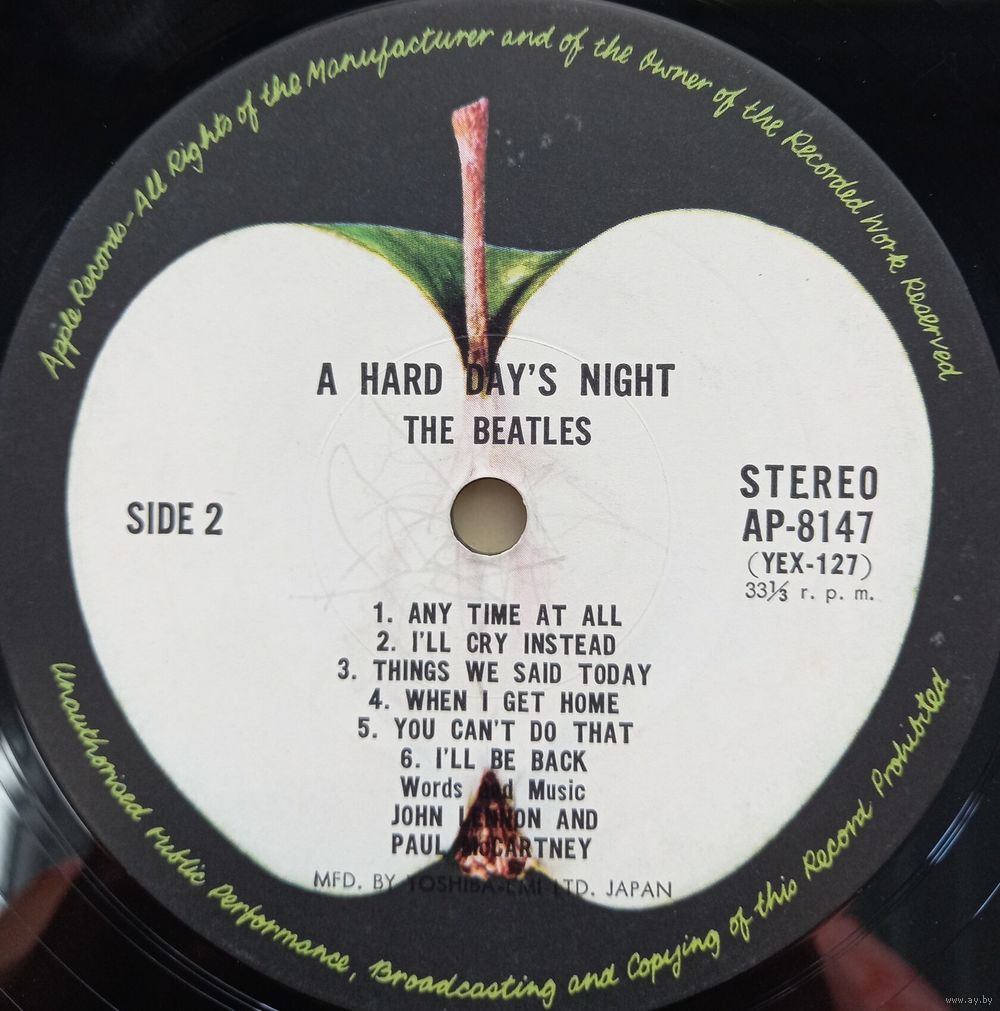 Apple Records-All Rights of the Manufacturer and of the Owner of the Recorded Work Reserved
A HARD DAY'S NIGHT
THE BEATLES
SIDE 2
STEREO
AP-8147
(YEX-127)
33⅓ r. p. m.
1. ANY TIME AT ALL
2. I'LL CRY INSTEAD
3. THINGS WE SAID TODAY
4. WHEN I GET HOME
5. YOU CAN'T DO THAT
6. I'LL BE BACK
Words and Music
JOHN LENNON AND
PAUL McCARTNEY
MFD. BY TOSHIBA-EMI LTD. JAPAN
Unauthorised Public Performance, Broadcasting and Copying of this Record Prohibited
www.ay.by